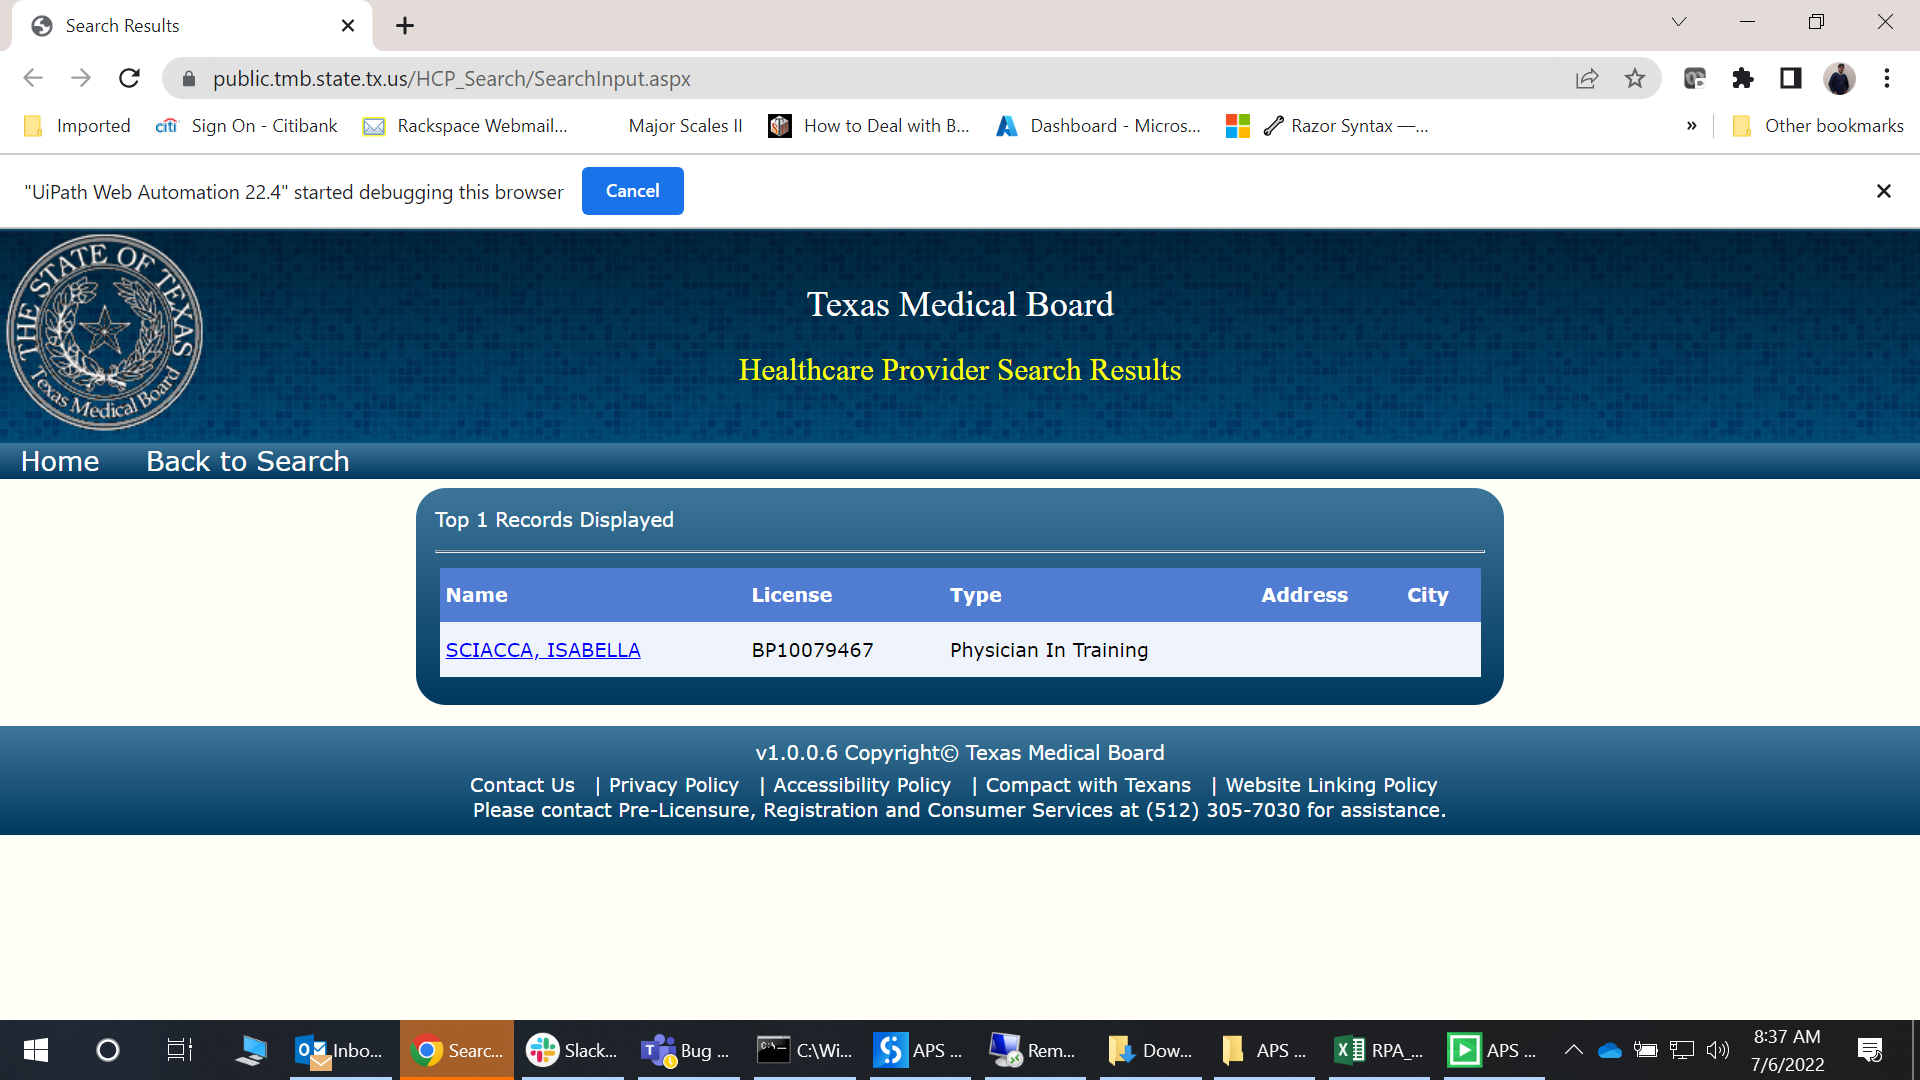 Search Results
public.tmb.state.tx.us/HCP_Search/SearchInput.aspx
Imported citi Sign On - Citibank Rackspace Webmail... Major Scales II How to Deal with B... Dashboard - Micros... Razor Syntax —... » Other bookmarks
"UiPath Web Automation 22.4" started debugging this browser Cancel
THE STATE OF TEXAS
Texas Medical Board
Texas Medical Board
Healthcare Provider Search Results
Home Back to Search
Top 1 Records Displayed
Name License Type Address City
SCIACCA, ISABELLA BP10079467 Physician In Training
v1.0.0.6 Copyright© Texas Medical Board
Contact Us | Privacy Policy | Accessibility Policy | Compact with Texans | Website Linking Policy
Please contact Pre-Licensure, Registration and Consumer Services at (512) 305-7030 for assistance.
Inbo... Searc... Slack... Bug ... C:\Wi... APS ... Rem... Dow... APS ... RPA_... APS ... 8:37 AM
7/6/2022